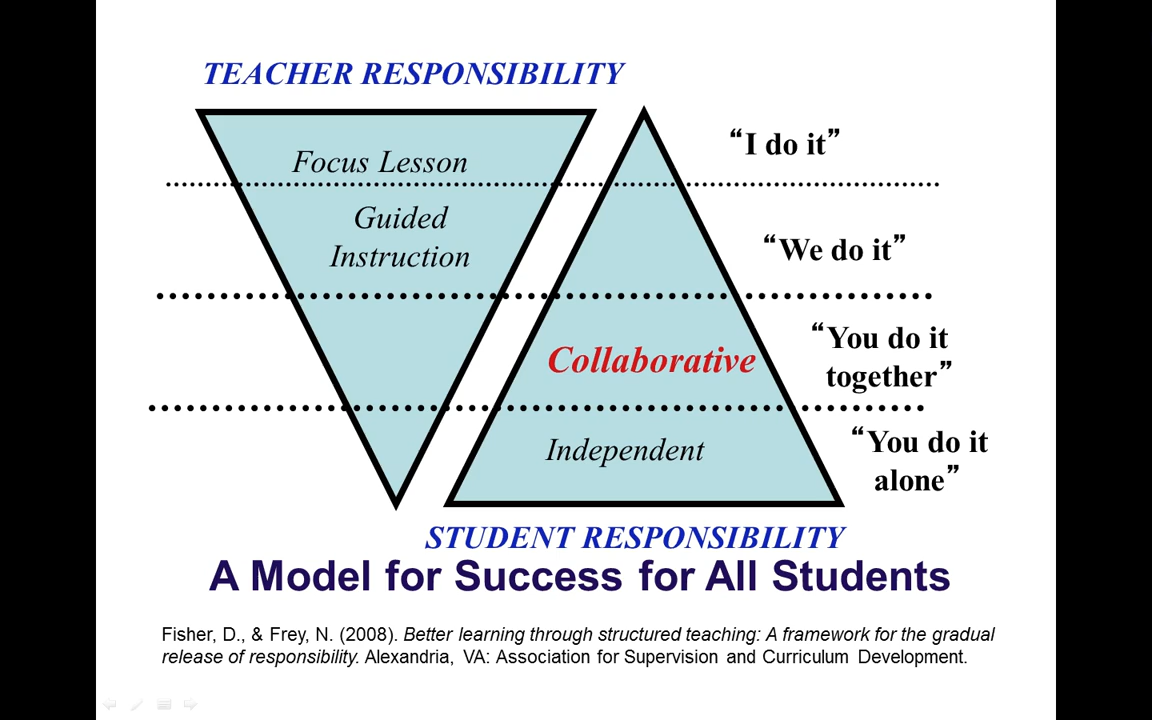 TEACHER RESPONSIBILITY
Focus Lesson
“I do it”
Guided
Instruction
“We do it”
Collaborative
“You do it
together”
Independent
“You do it
alone”
STUDENT RESPONSIBILITY
A Model for Success for All Students
Fisher, D., & Frey, N. (2008). Better learning through structured teaching: A framework for the gradual
release of responsibility. Alexandria, VA: Association for Supervision and Curriculum Development.